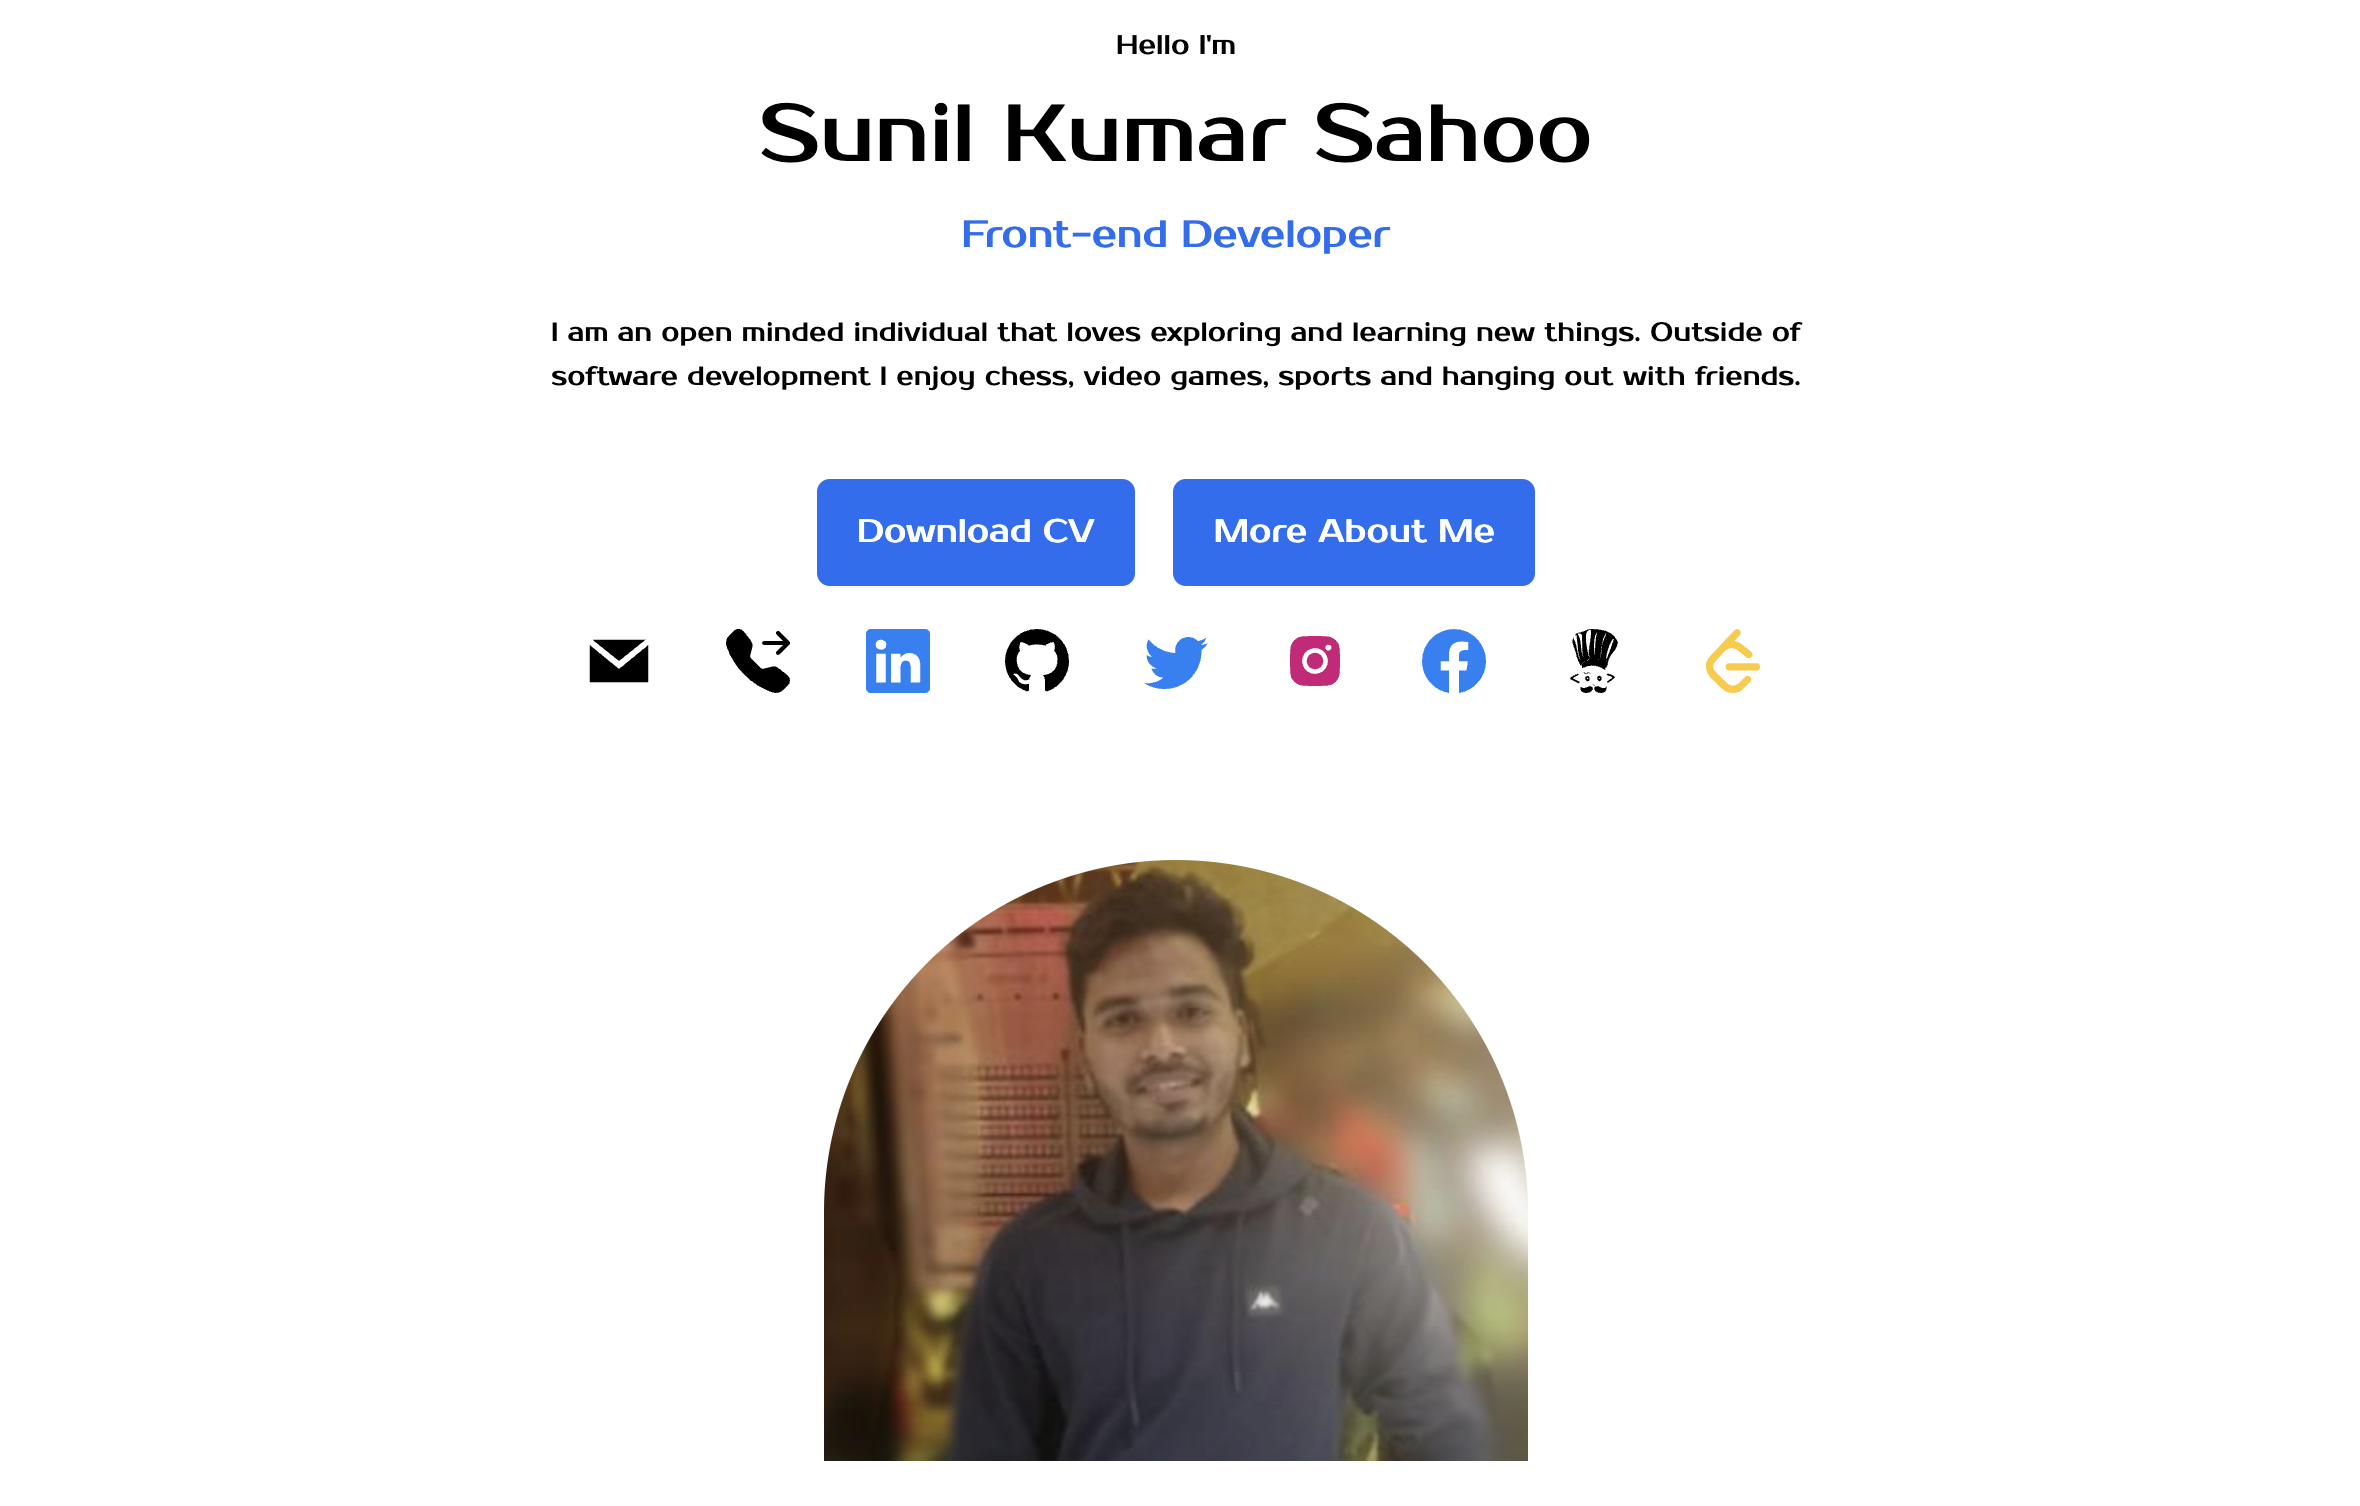 Hello I'm
Sunil Kumar Sahoo
Front-end Developer
I am an open minded individual that loves exploring and learning new things. Outside of
software development I enjoy chess, video games, sports and hanging out with friends.
Download CV
More About Me